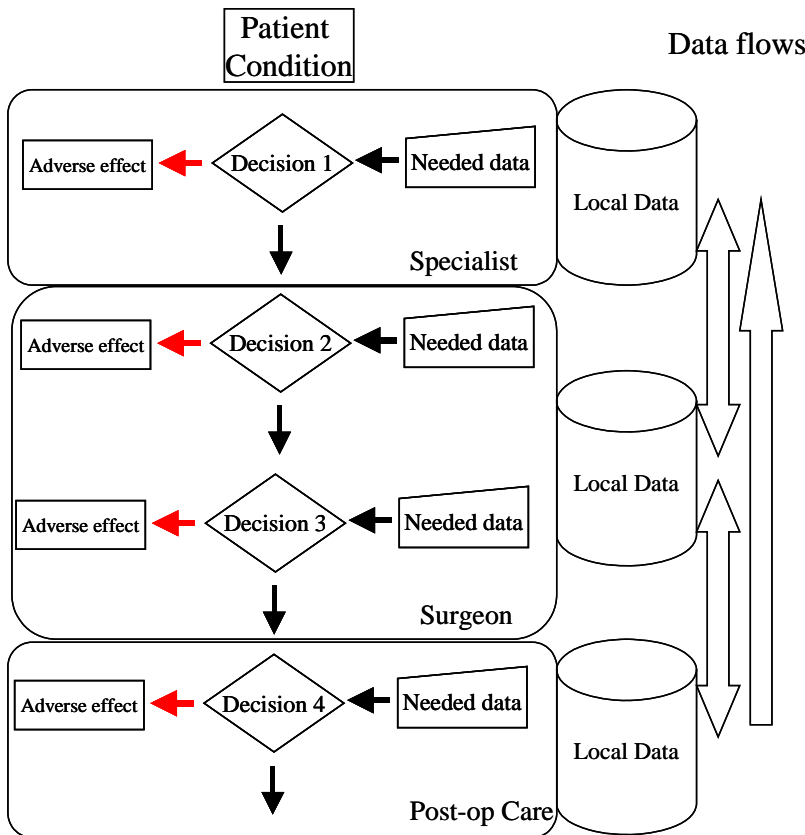 Patient
Condition
Data flows
Adverse effect
Decision 1
Needed data
Local Data
Specialist
Adverse effect
Decision 2
Needed data
Local Data
Adverse effect
Decision 3
Needed data
Surgeon
Adverse effect
Decision 4
Needed data
Local Data
Post-op Care